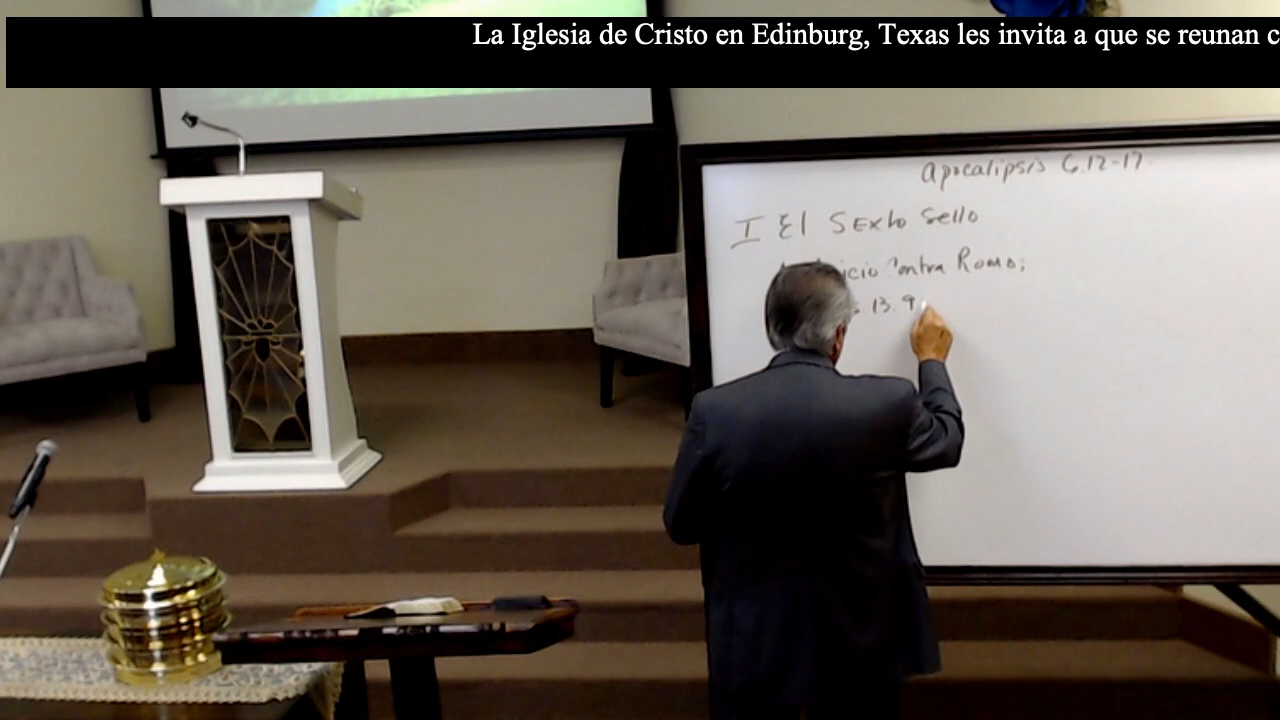 La Iglesia de Cristo en Edinburg, Texas les invita a que se reunan c
Apocalipsis 6.12-17
I El Sexto Sello
Contra Roma;
13.9